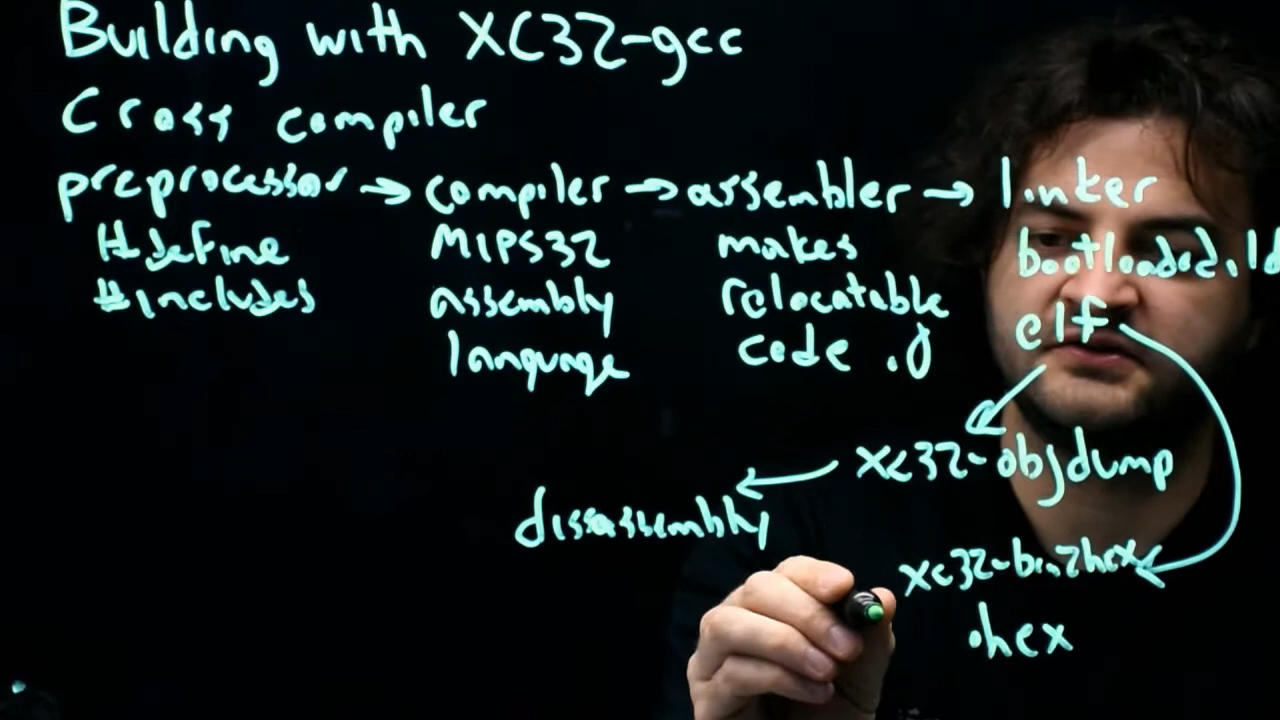 Building with XC32-gcc
Cross compiler
preprocessor → compiler → assembler → linker
#define
#includes
MIPS32
assembly
language
makes
relocatable
code .o
bootloaded.ld
elf
xc32-objdump
disassembly
xc32-bin2hex
.hex